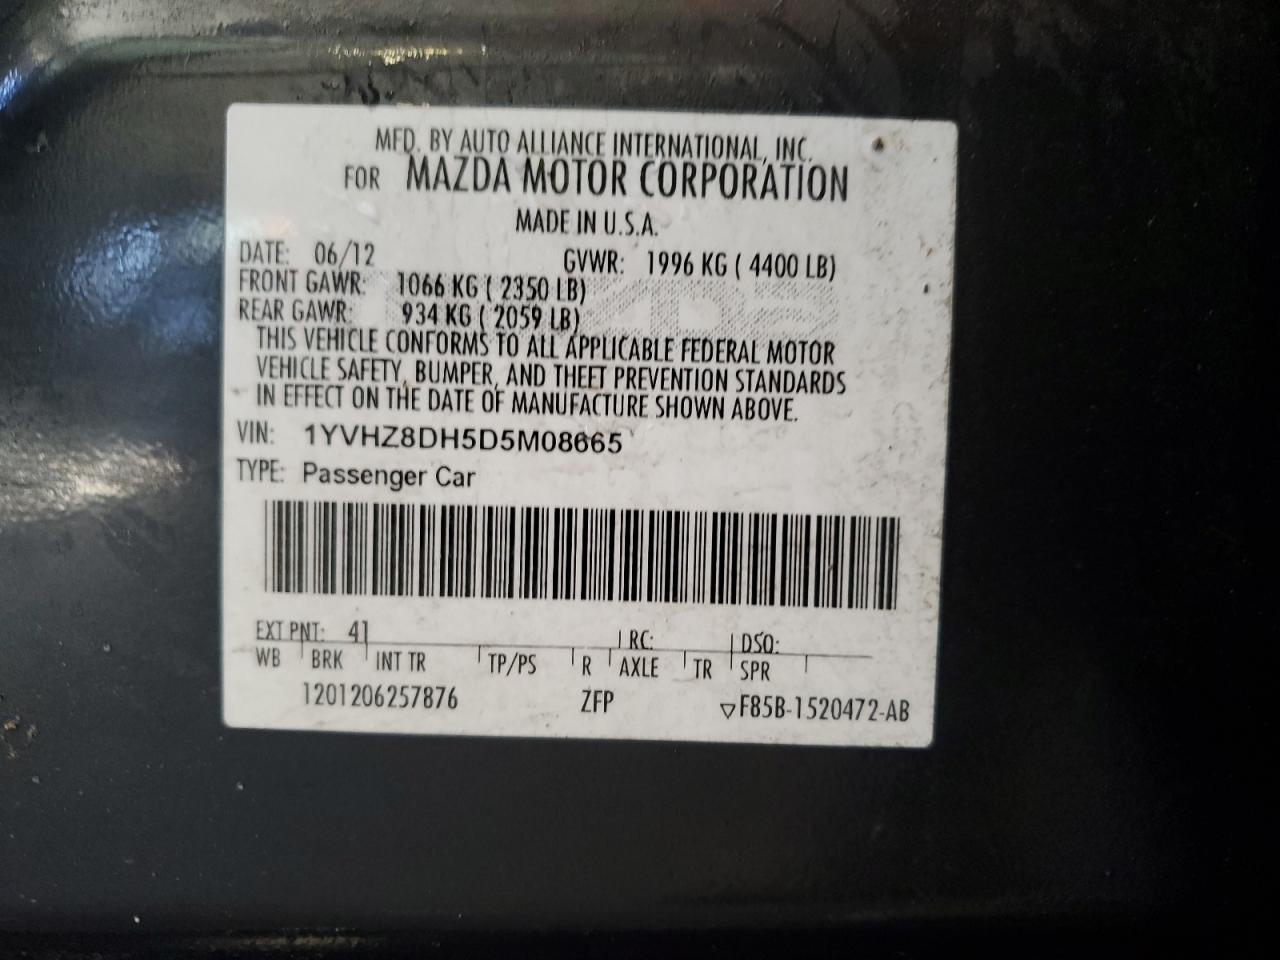 MFD. BY AUTO ALLIANCE INTERNATIONAL, INC.
FOR MAZDA MOTOR CORPORATION
MADE IN U.S.A.
DATE: 06/12 GVWR: 1996 KG ( 4400 LB)
FRONT GAWR: 1066 KG ( 2350 LB)
REAR GAWR: 934 KG ( 2059 LB)
THIS VEHICLE CONFORMS TO ALL APPLICABLE FEDERAL MOTOR
VEHICLE SAFETY, BUMPER, AND THEFT PREVENTION STANDARDS
IN EFFECT ON THE DATE OF MANUFACTURE SHOWN ABOVE.
VIN: 1YVHZ8DH5D5M08665
TYPE: Passenger Car
EXT PNT: 41 RC: DSO:
WB BRK INT TR TP/PS R AXLE TR SPR
1201206257876 ZFP ▽F85B-1520472-AB